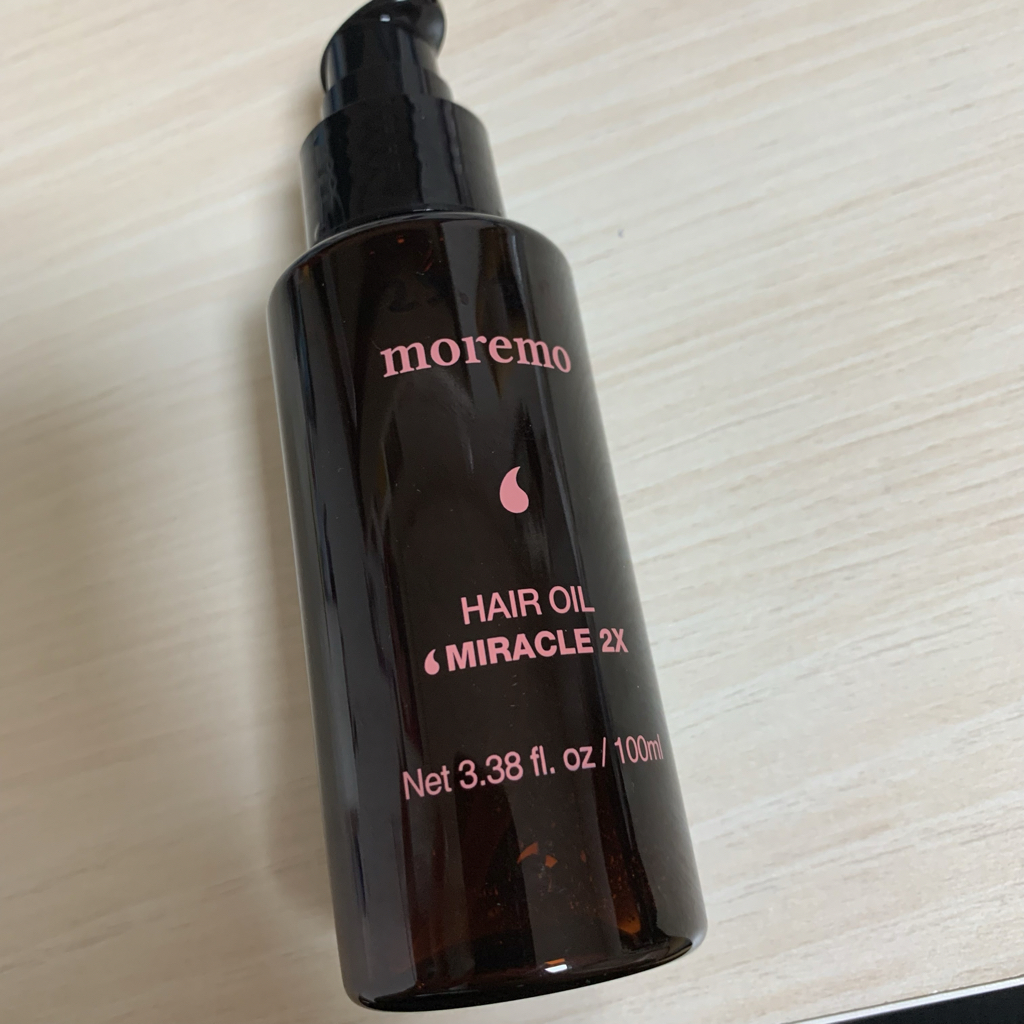 moremo
HAIR OIL
MIRACLE 2X
Net 3.38 fl. oz / 100ml